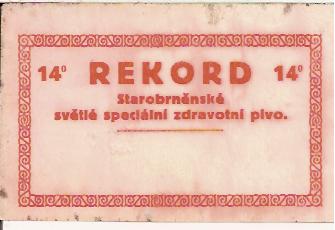 14° REKORD 14°
Starobrněnské
světlé speciální zdravotní pivo.